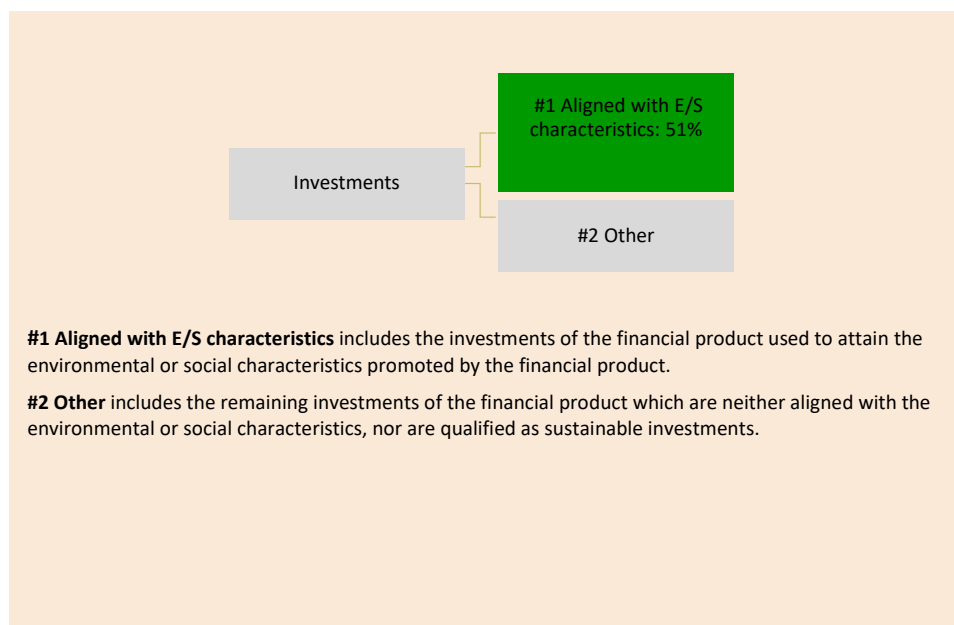 #1 Aligned with E/S
characteristics: 51%
Investments
#2 Other
#1 Aligned with E/S characteristics includes the investments of the financial product used to attain the
environmental or social characteristics promoted by the financial product.
#2 Other includes the remaining investments of the financial product which are neither aligned with the
environmental or social characteristics, nor are qualified as sustainable investments.